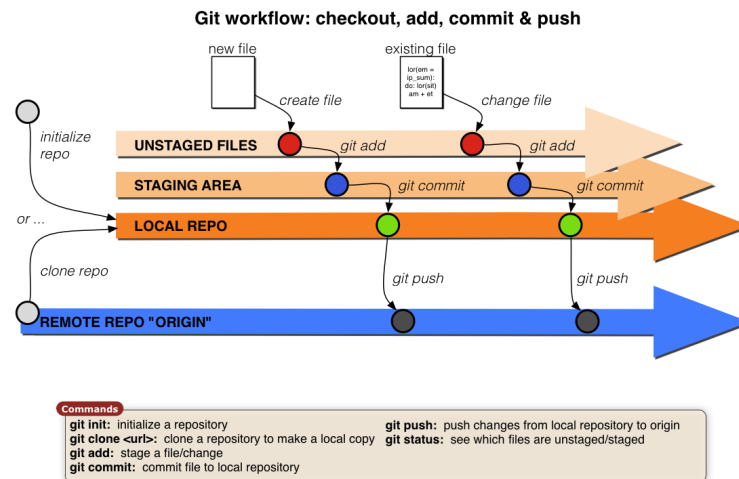 Git workflow: checkout, add, commit & push
new file
existing file
lor(em =
ip_sum):
do: lor(sit)
am + et
create file
change file
initialize
repo
UNSTAGED FILES
git add
git add
STAGING AREA
git commit
git commit
or ...
LOCAL REPO
clone repo
git push
git push
REMOTE REPO "ORIGIN"
Commands
git init: initialize a repository
git clone <url>: clone a repository to make a local copy
git add: stage a file/change
git commit: commit file to local repository
git push: push changes from local repository to origin
git status: see which files are unstaged/staged